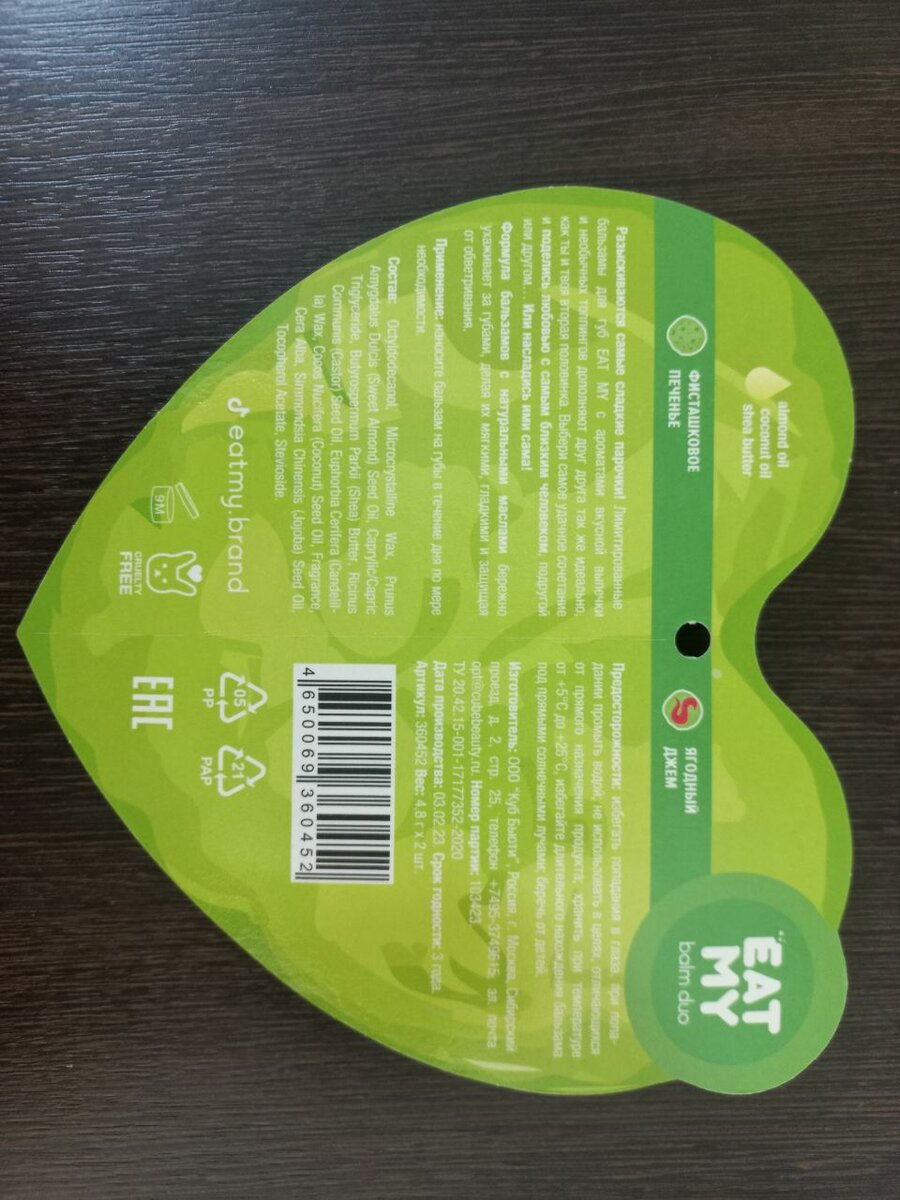 ËAT
MY
balm duo
almond oil
coconut oil
shea butter
ФИСТАШКОВОЕ
ПЕЧЕНЬЕ
ЯГОДНЫЙ
ДЖЕМ
Разыскиваются самые сладкие парочки! Лимитированные
бальзамы для губ EAT MY с ароматами вкусной выпечки
и необычных топпингов дополняют друг друга так же идеально,
как ты и твоя вторая половинка. Выбери самое удачное сочетание
и поделись любовью с самым близким человеком, подругой
или другом... Или насладись ими сама!
Формула бальзамов с натуральными маслами бережно
ухаживает за губами, делая их мягкими, гладкими и защищая
от обветривания.
Применение: наносите бальзам на губы в течение дня по мере
необходимости.
Состав: Octyldodecanol, Microcrystalline Wax, Prunus
Amygdalus Dulcis (Sweet Almond) Seed Oil, Caprylic/Capric
Triglyceride, Butyrospermum Parkii (Shea) Butter, Ricinus
Communis (Castor) Seed Oil, Euphorbia Cerifera (Candelil-
la) Wax, Cocos Nucifera (Coconut) Seed Oil, Fragrance,
Cera Alba, Simmondsia Chinensis (Jojoba) Seed Oil,
Tocopherol Acetate, Stevioside.
eatmy.brand
9M
CRUELTY
FREE
Предосторожности: избегать попадания в глаза, при попа-
дании промыть водой; не использовать в целях, отличающихся
от прямого назначения продукта; хранить при температуре
от +5°C до +25°C, избегайте длительного нахождения бальзама
под прямыми солнечными лучами; беречь от детей.
Изготовитель: ООО "Куб Бьюти", Россия, г. Москва, Сибирский
проезд, д. 2, стр. 25, телефон +7495-3749615, эл. почта
opt@cubebeauty.ru. Номер партии: 103423
ТУ 20.42.15-001-17177352-2020
Дата производства: 03.02.23 Срок годности: 3 года.
Артикул: 360452 Вес: 4.8 г х 2 шт.
4 650069 360452
05
PP
21
PAP
EAC